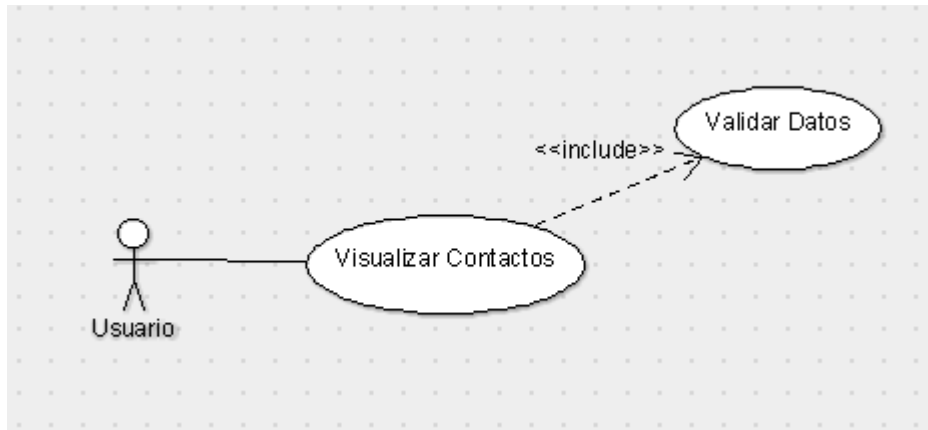 Validar Datos
<<include>>
Visualizar Contactos
Usuario